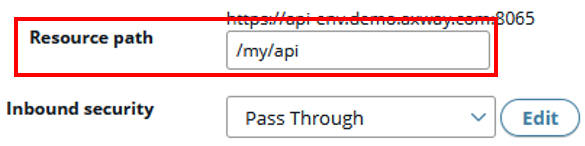 https://api-env.demo.axway.com:8065
Resource path
/my/api
Inbound security
Pass Through
Edit